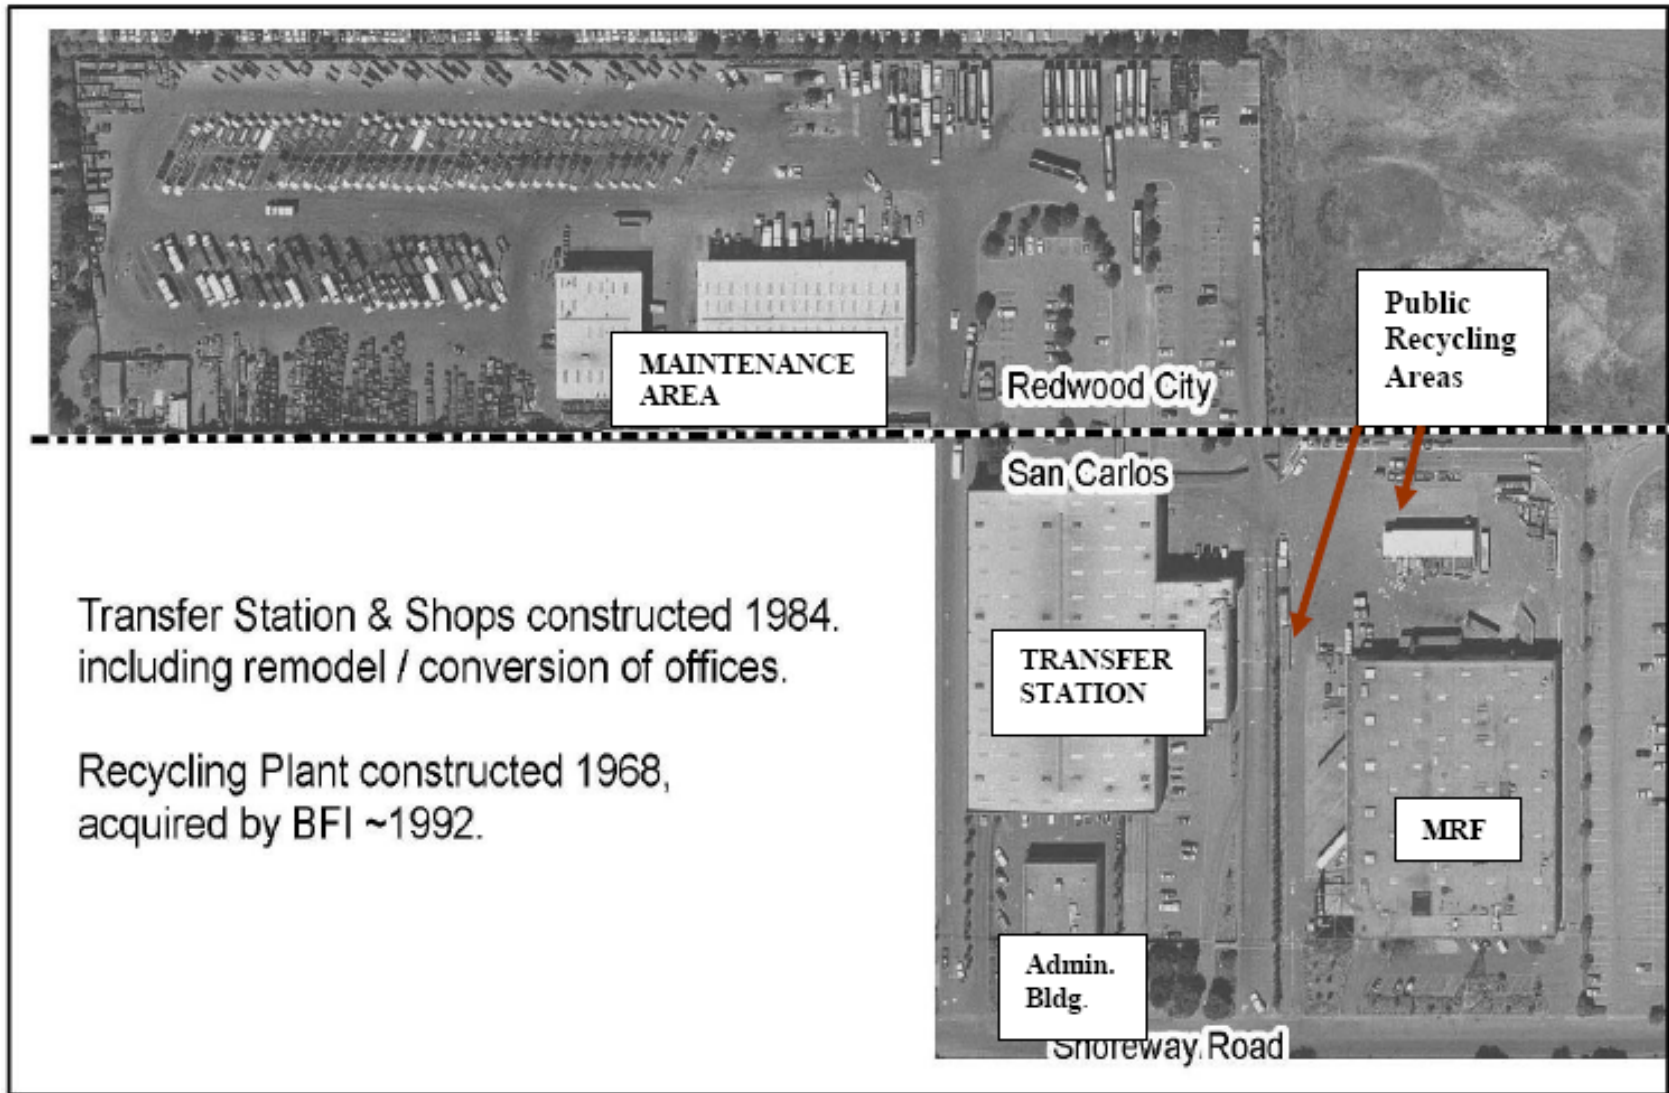 Public
Recycling
Areas
MAINTENANCE
AREA
Redwood City
San Carlos
Transfer Station & Shops constructed 1984.
including remodel / conversion of offices.
TRANSFER
STATION
Recycling Plant constructed 1968,
acquired by BFI ~1992.
MRF
Admin.
Bldg.
Shoreway Road